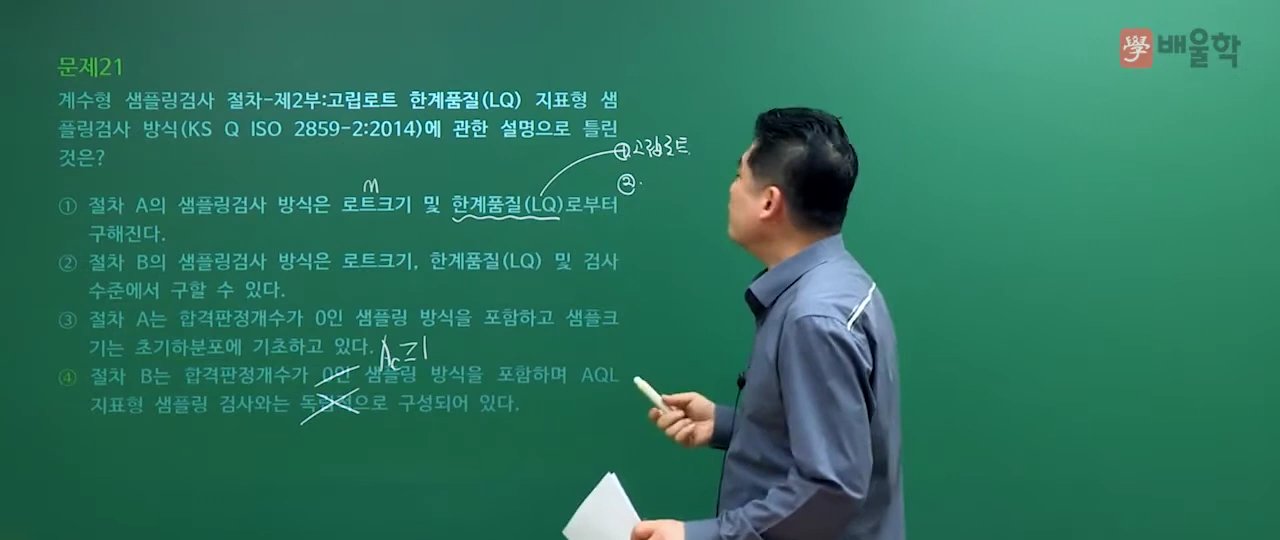 學 배울학
문제21
계수형 샘플링검사 절차-제2부:고립로트 한계품질(LQ) 지표형 샘
플링검사 방식(KS Q ISO 2859-2:2014)에 관한 설명으로 틀린
것은?
① 고립로트.
②.
n
① 절차 A의 샘플링검사 방식은 로트크기 및 한계품질(LQ)로부터
구해진다.
② 절차 B의 샘플링검사 방식은 로트크기, 한계품질(LQ) 및 검사
수준에서 구할 수 있다.
③ 절차 A는 합격판정개수가 0인 샘플링 방식을 포함하고 샘플크
기는 초기하분포에 기초하고 있다.
Ac≥1
④ 절차 B는 합격판정개수가 0인 샘플링 방식을 포함하며 AQL
지표형 샘플링 검사와는 독립적으로 구성되어 있다.